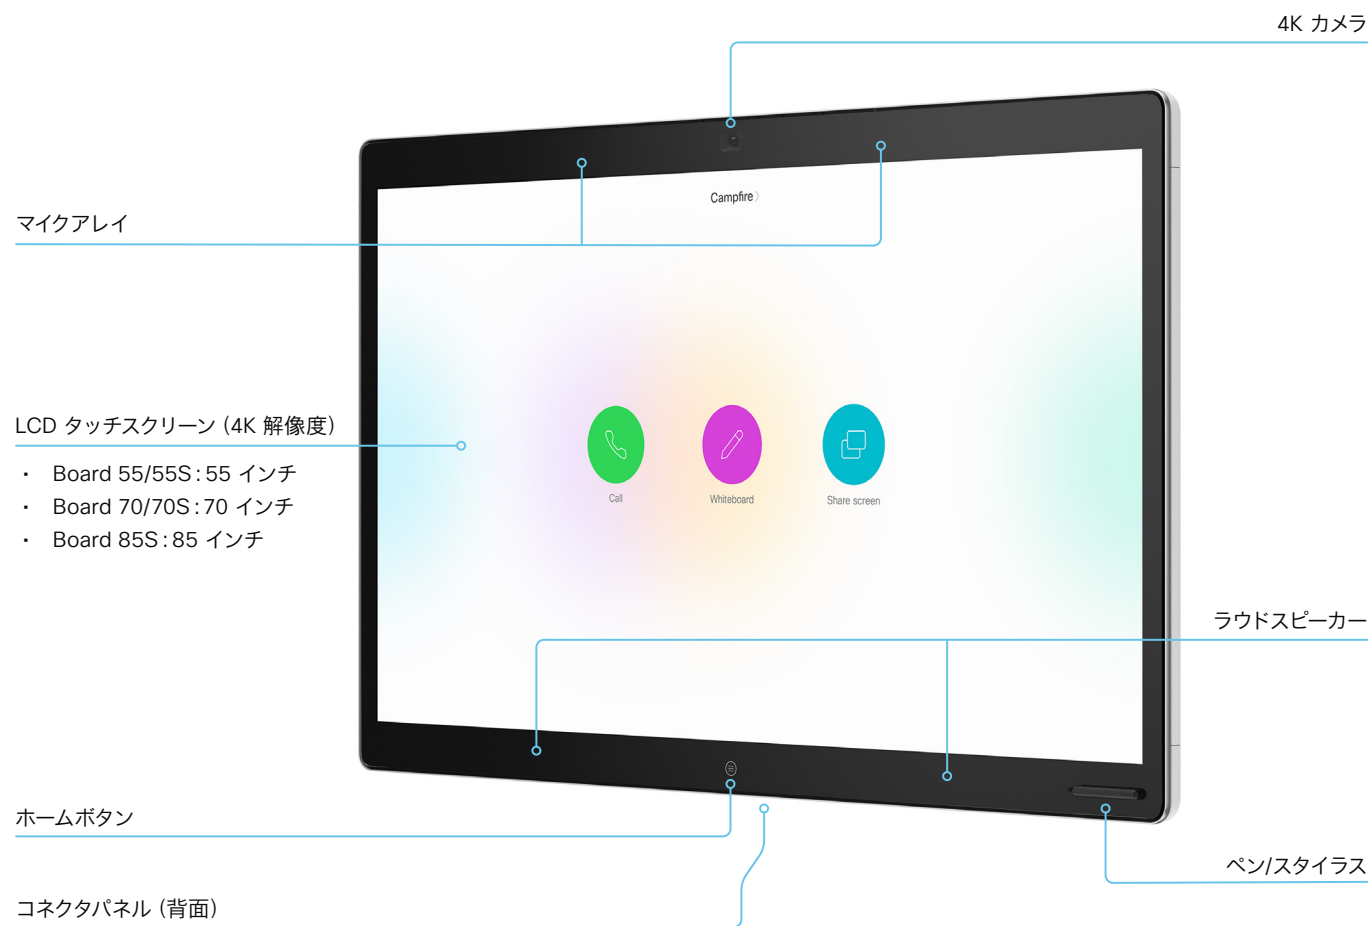 4K カメラ
Campfire 〉
マイクアレイ
LCD タッチスクリーン（4K 解像度）
・ Board 55/55S：55 インチ
・ Board 70/70S：70 インチ
・ Board 85S：85 インチ
Call
Whiteboard
Share screen
ラウドスピーカー
ホームボタン
ペン/スタイラス
コネクタパネル（背面）